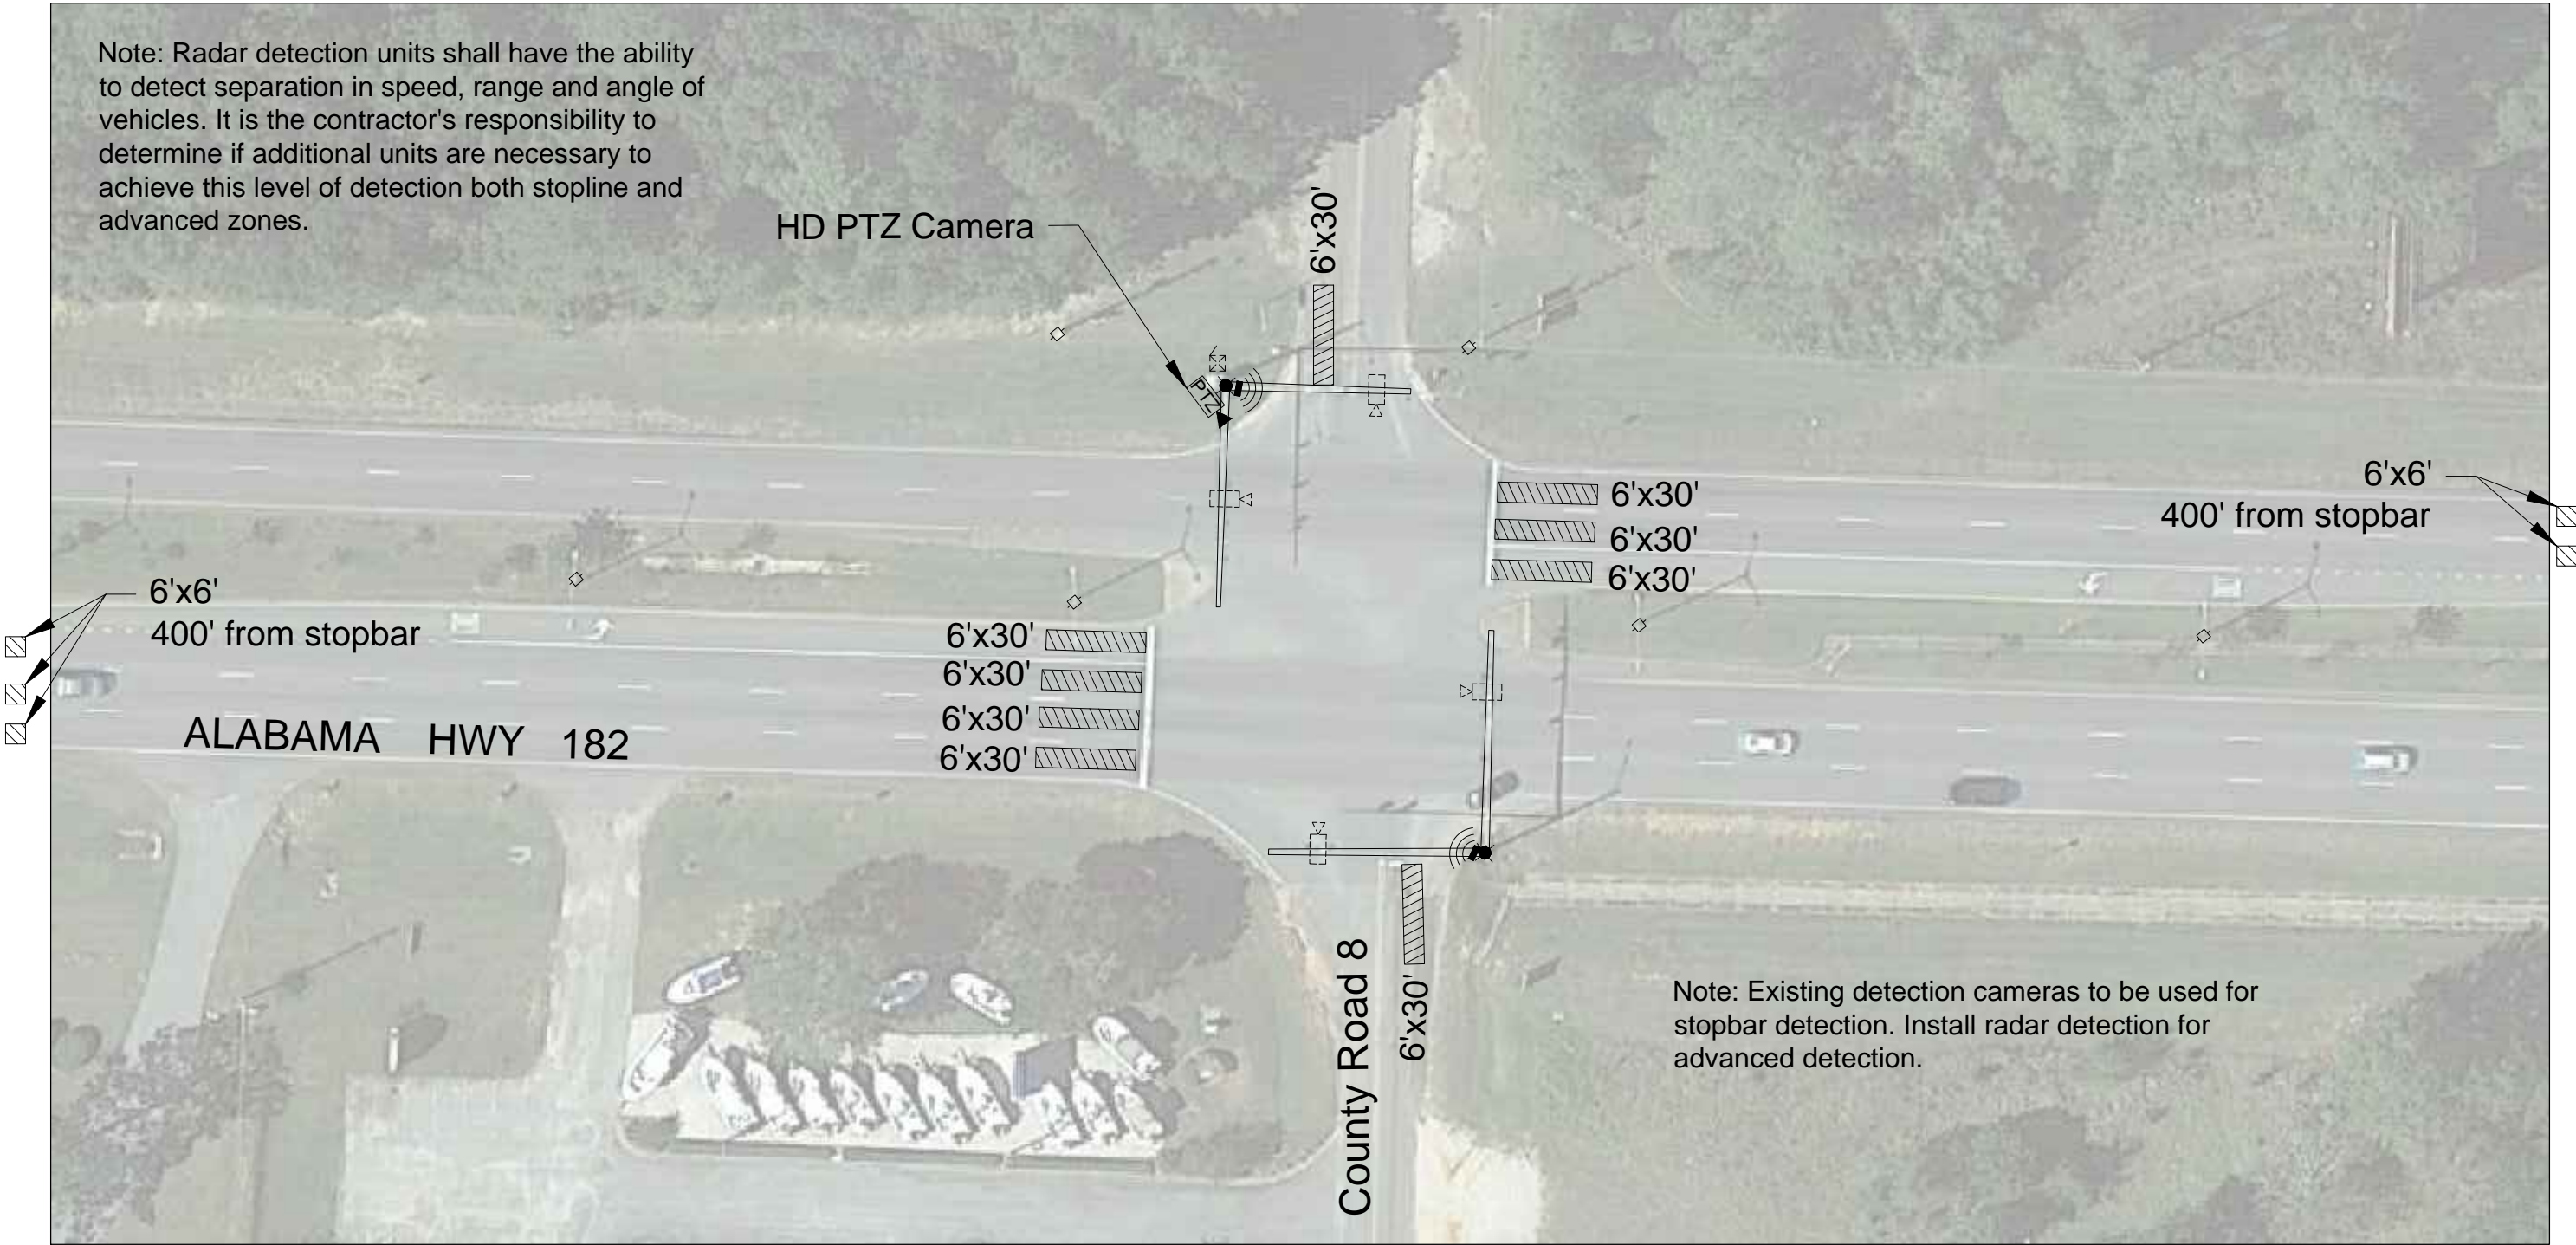 Note: Radar detection units shall have the ability
to detect separation in speed, range and angle of
vehicles. It is the contractor's responsibility to
determine if additional units are necessary to
achieve this level of detection both stopline and
advanced zones.
HD PTZ Camera
6'x30'
PTZ
6'x6'
400' from stopbar
6'x30'
6'x30'
6'x30'
6'x6'
400' from stopbar
6'x30'
6'x30'
6'x30'
6'x30'
ALABAMA HWY 182
County Road 8
6'x30'
Note: Existing detection cameras to be used for
stopbar detection. Install radar detection for
advanced detection.